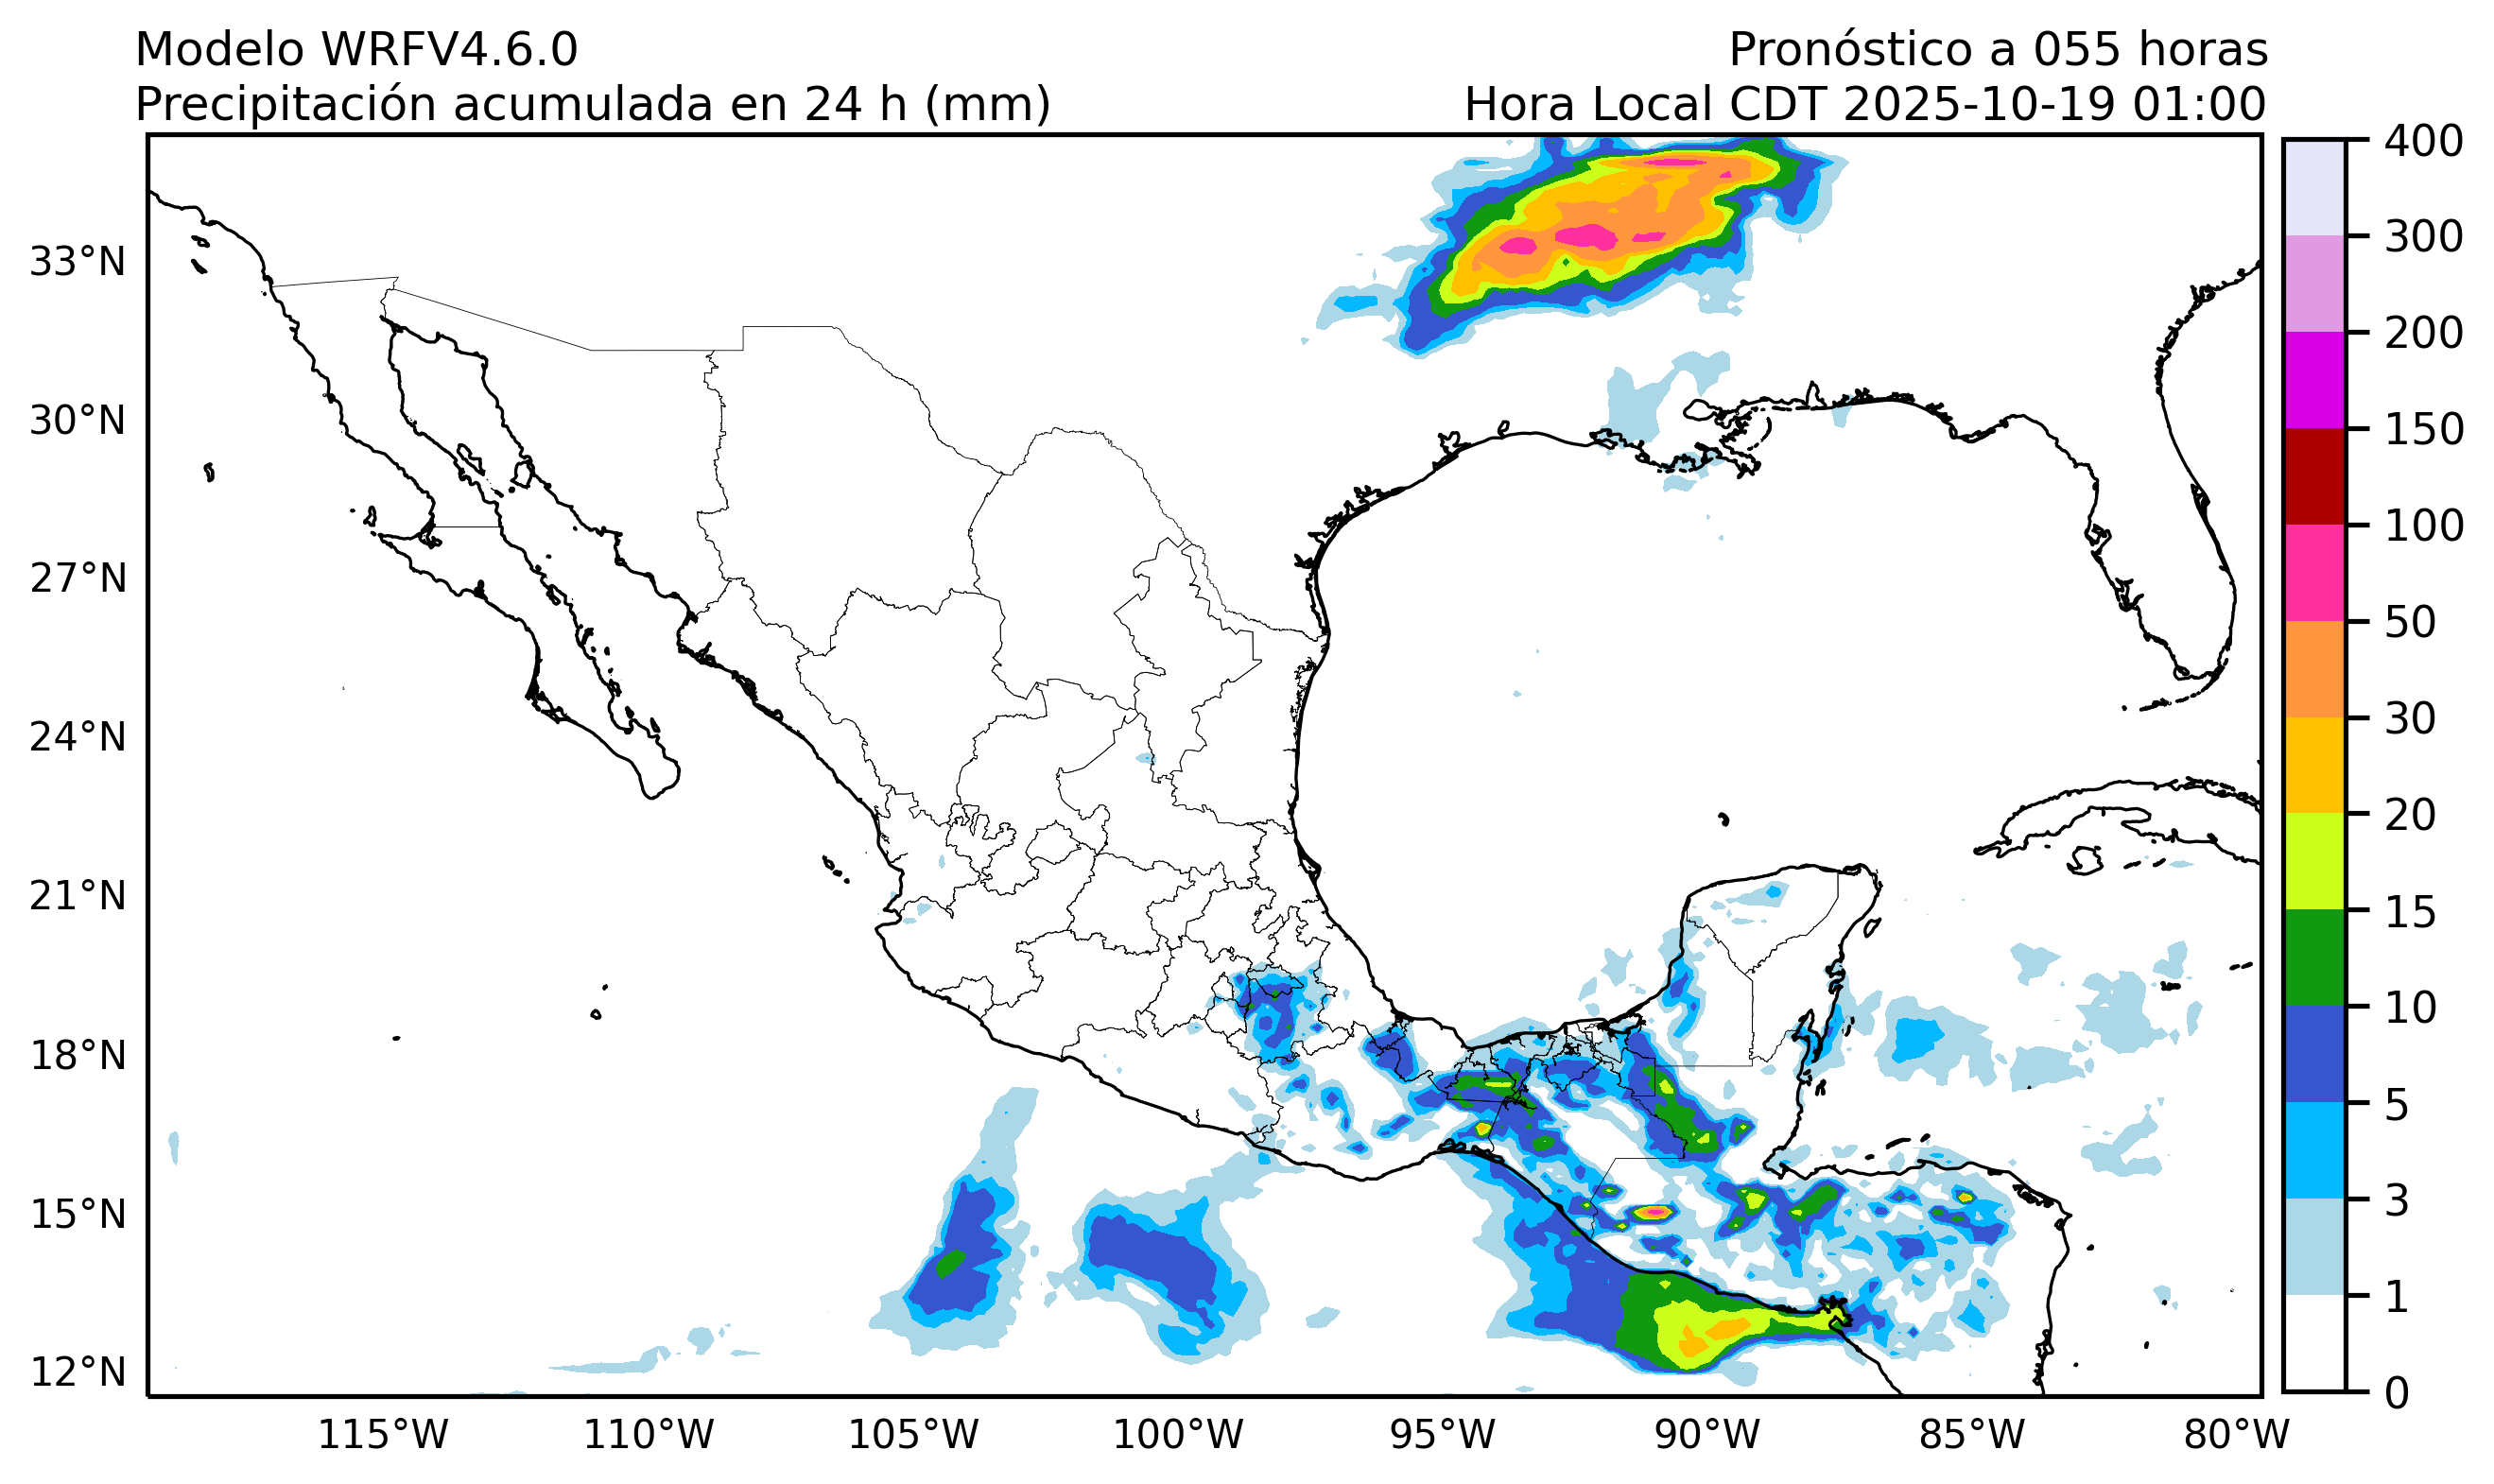 Modelo WRFV4.6.0
Pronóstico a 055 horas
Precipitación acumulada en 24 h (mm)
Hora Local CDT 2025-10-19 01:00
33°N
30°N
27°N
24°N
21°N
18°N
15°N
12°N
115°W
110°W
105°W
100°W
95°W
90°W
85°W
80°W
400
300
200
150
100
50
30
20
15
10
5
3
1
0